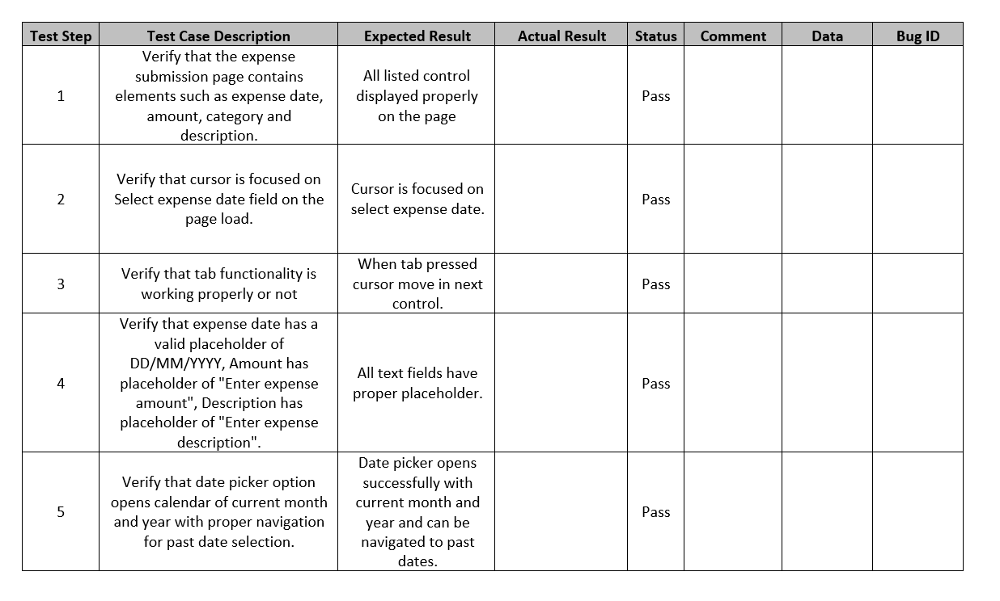 Test Step Test Case Description Expected Result Actual Result Status Comment Data Bug ID
1
Verify that the expense
submission page contains
elements such as expense date,
amount, category and
description.
All listed control
displayed properly
on the page
Pass
2
Verify that cursor is focused on
Select expense date field on the
page load.
Cursor is focused on
select expense date.
Pass
3
Verify that tab functionality is
working properly or not
When tab pressed
cursor move in next
control.
Pass
4
Verify that expense date has a
valid placeholder of
DD/MM/YYYY, Amount has
placeholder of "Enter expense
amount", Description has
placeholder of "Enter expense
description".
All text fields have
proper placeholder.
Pass
5
Verify that date picker option
opens calendar of current month
and year with proper navigation
for past date selection.
Date picker opens
successfully with
current month and
year and can be
navigated to past
dates.
Pass